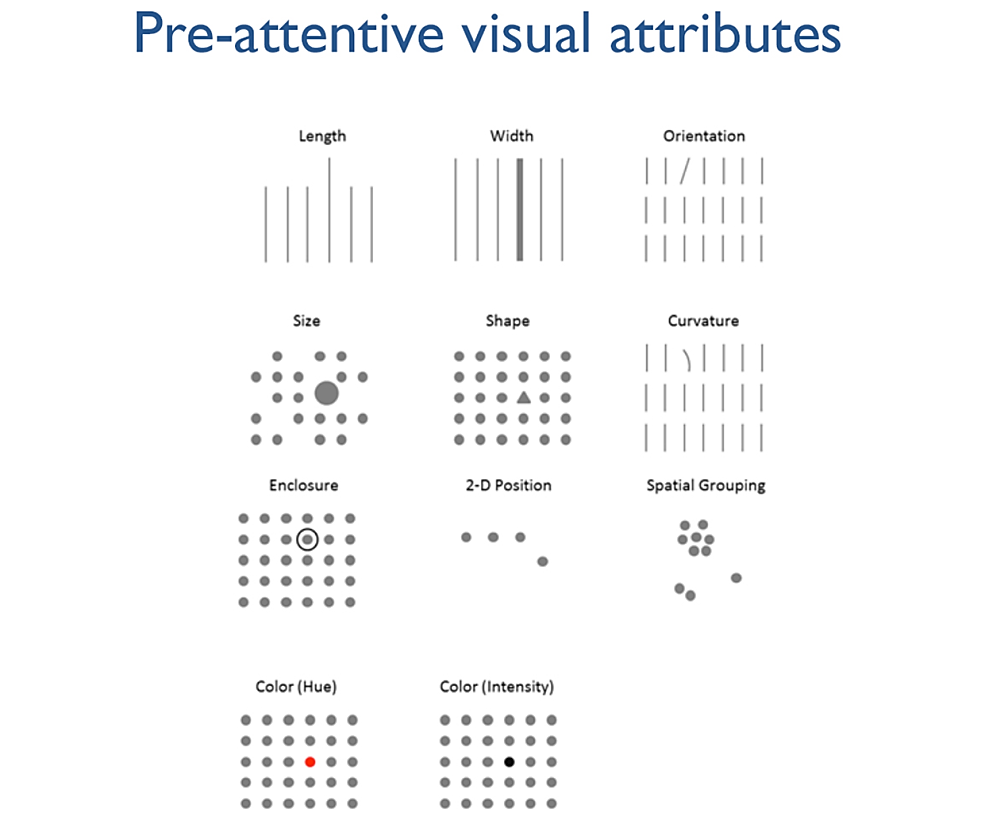 Pre-attentive visual attributes
Length
Width
Orientation
Size
Shape
Curvature
Enclosure
2-D Position
Spatial Grouping
Color (Hue)
Color (Intensity)